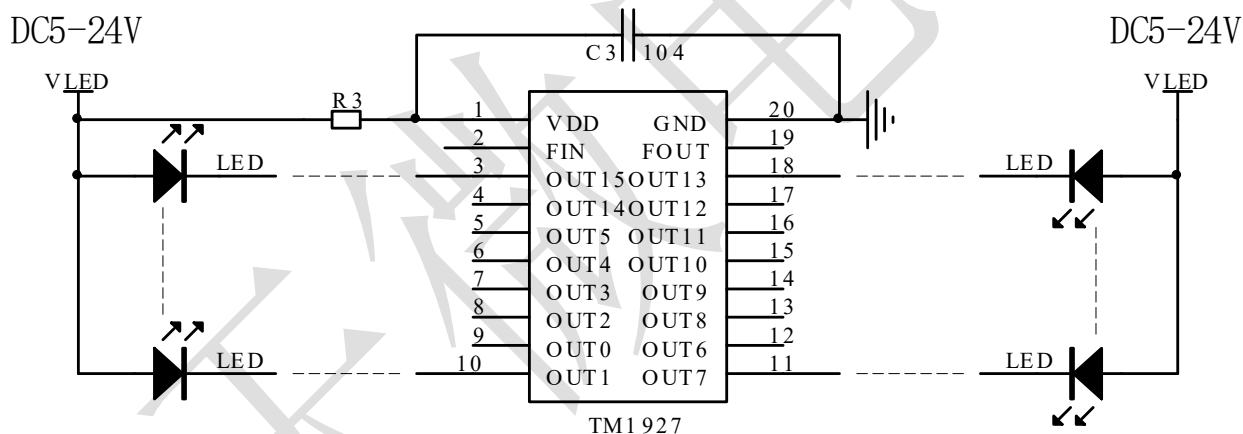 DC5-24V
DC5-24V
C3
104
VLED
VLED
R3
1
VDD
GND
20
2
FIN
FOUT
19
LED
3
OUT15
OUT13
18
LED
4
OUT14
OUT12
17
5
OUT5
OUT11
16
6
OUT4
OUT10
15
7
OUT3
OUT9
14
8
OUT2
OUT8
13
9
OUT0
OUT6
12
LED
10
OUT1
OUT7
11
LED
TM1927